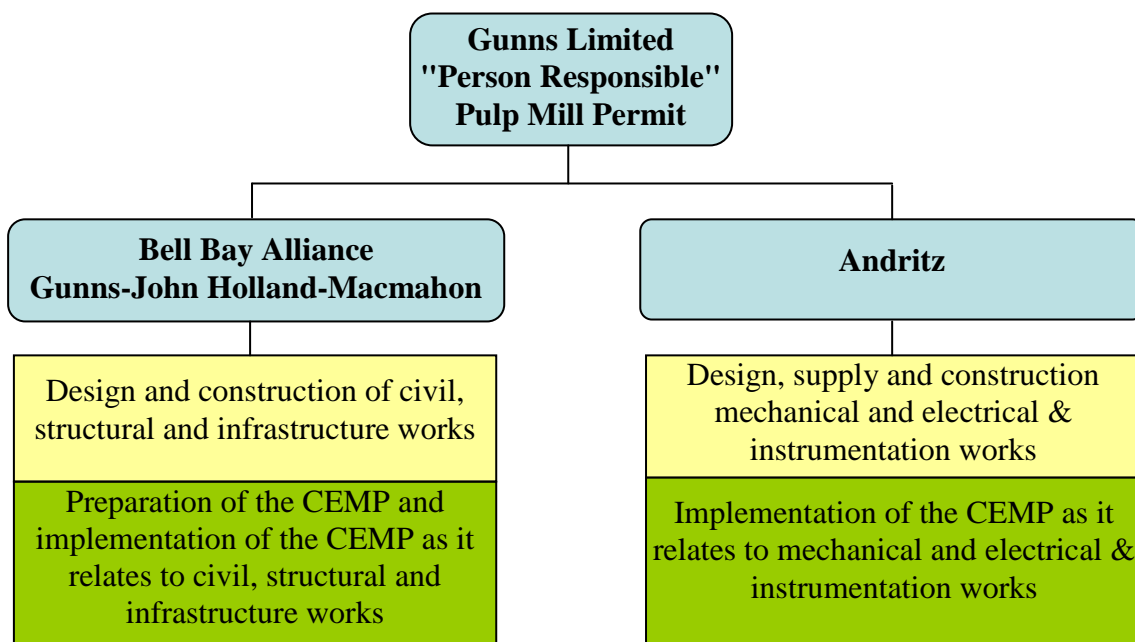 Gunns Limited
"Person Responsible"
Pulp Mill Permit
Bell Bay Alliance
Gunns-John Holland-Macmahon
Andritz
Design and construction of civil,
structural and infrastructure works
Design, supply and construction
mechanical and electrical &
instrumentation works
Preparation of the CEMP and
implementation of the CEMP as it
relates to civil, structural and
infrastructure works
Implementation of the CEMP as it
relates to mechanical and electrical &
instrumentation works